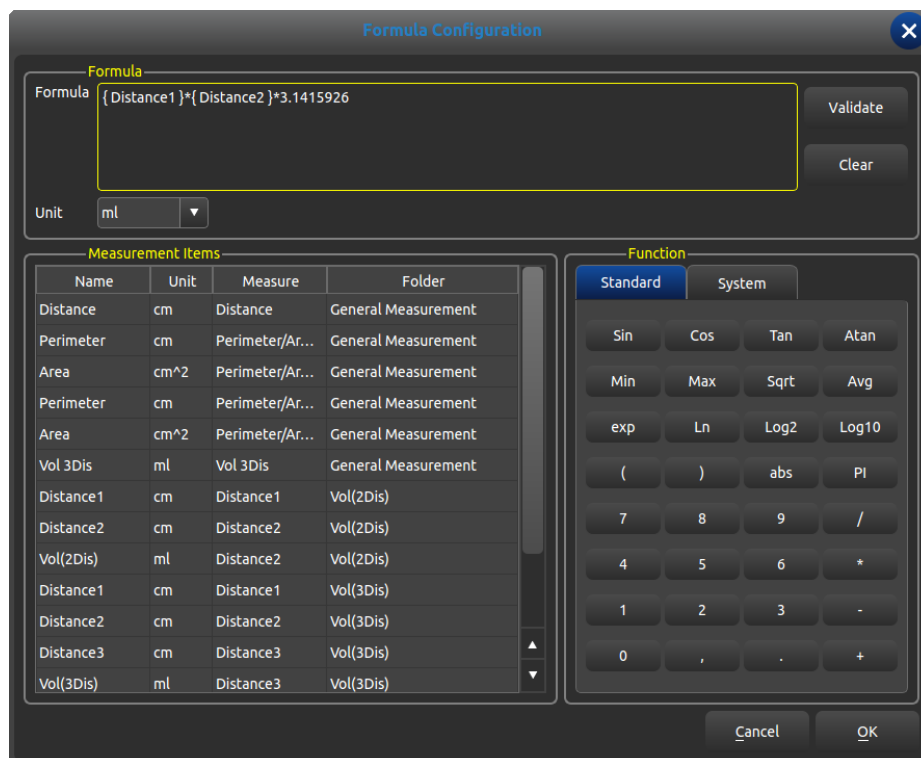 Formula Configuration
Formula
Formula
{ Distance1 }*{ Distance2 }*3.1415926
Validate
Clear
Unit
ml
Measurement Items
Name Unit Measure Folder
Distance cm Distance General Measurement
Perimeter cm Perimeter/Ar... General Measurement
Area cm^2 Perimeter/Ar... General Measurement
Perimeter cm Perimeter/Ar... General Measurement
Area cm^2 Perimeter/Ar... General Measurement
Vol 3Dis ml Vol 3Dis General Measurement
Distance1 cm Distance1 Vol(2Dis)
Distance2 cm Distance2 Vol(2Dis)
Vol(2Dis) ml Distance2 Vol(2Dis)
Distance1 cm Distance1 Vol(3Dis)
Distance2 cm Distance2 Vol(3Dis)
Distance3 cm Distance3 Vol(3Dis)
Vol(3Dis) ml Distance3 Vol(3Dis)
Function
Standard System
Sin Cos Tan Atan
Min Max Sqrt Avg
exp Ln Log2 Log10
( ) abs PI
7 8 9 /
4 5 6 *
1 2 3 -
0 , . +
Cancel OK